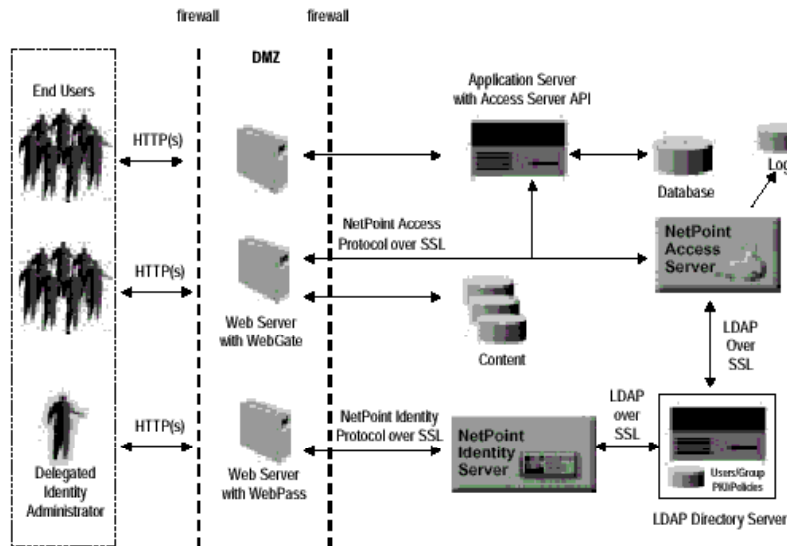 firewall
firewall
DMZ
End Users
Application Server
with Access Server API
HTTP(s)
Log
Database
NetPoint Access
Protocol over SSL
NetPoint
Access
Server
HTTP(s)
Web Server
with WebGate
Content
LDAP
Over
SSL
HTTP(s)
NetPoint Identity
Protocol over SSL
LDAP
over
SSL
NetPoint
Identity
Server
Delegated
Identity
Administrator
Web Server
with WebPass
Users/Group
PKI/Policies
LDAP Directory Server